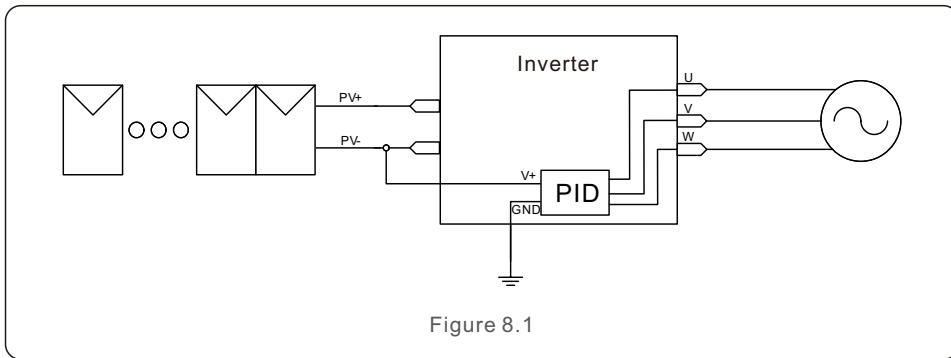 Inverter
U
PV+
V
PV-
W
V+
PID
GND
Figure 8.1